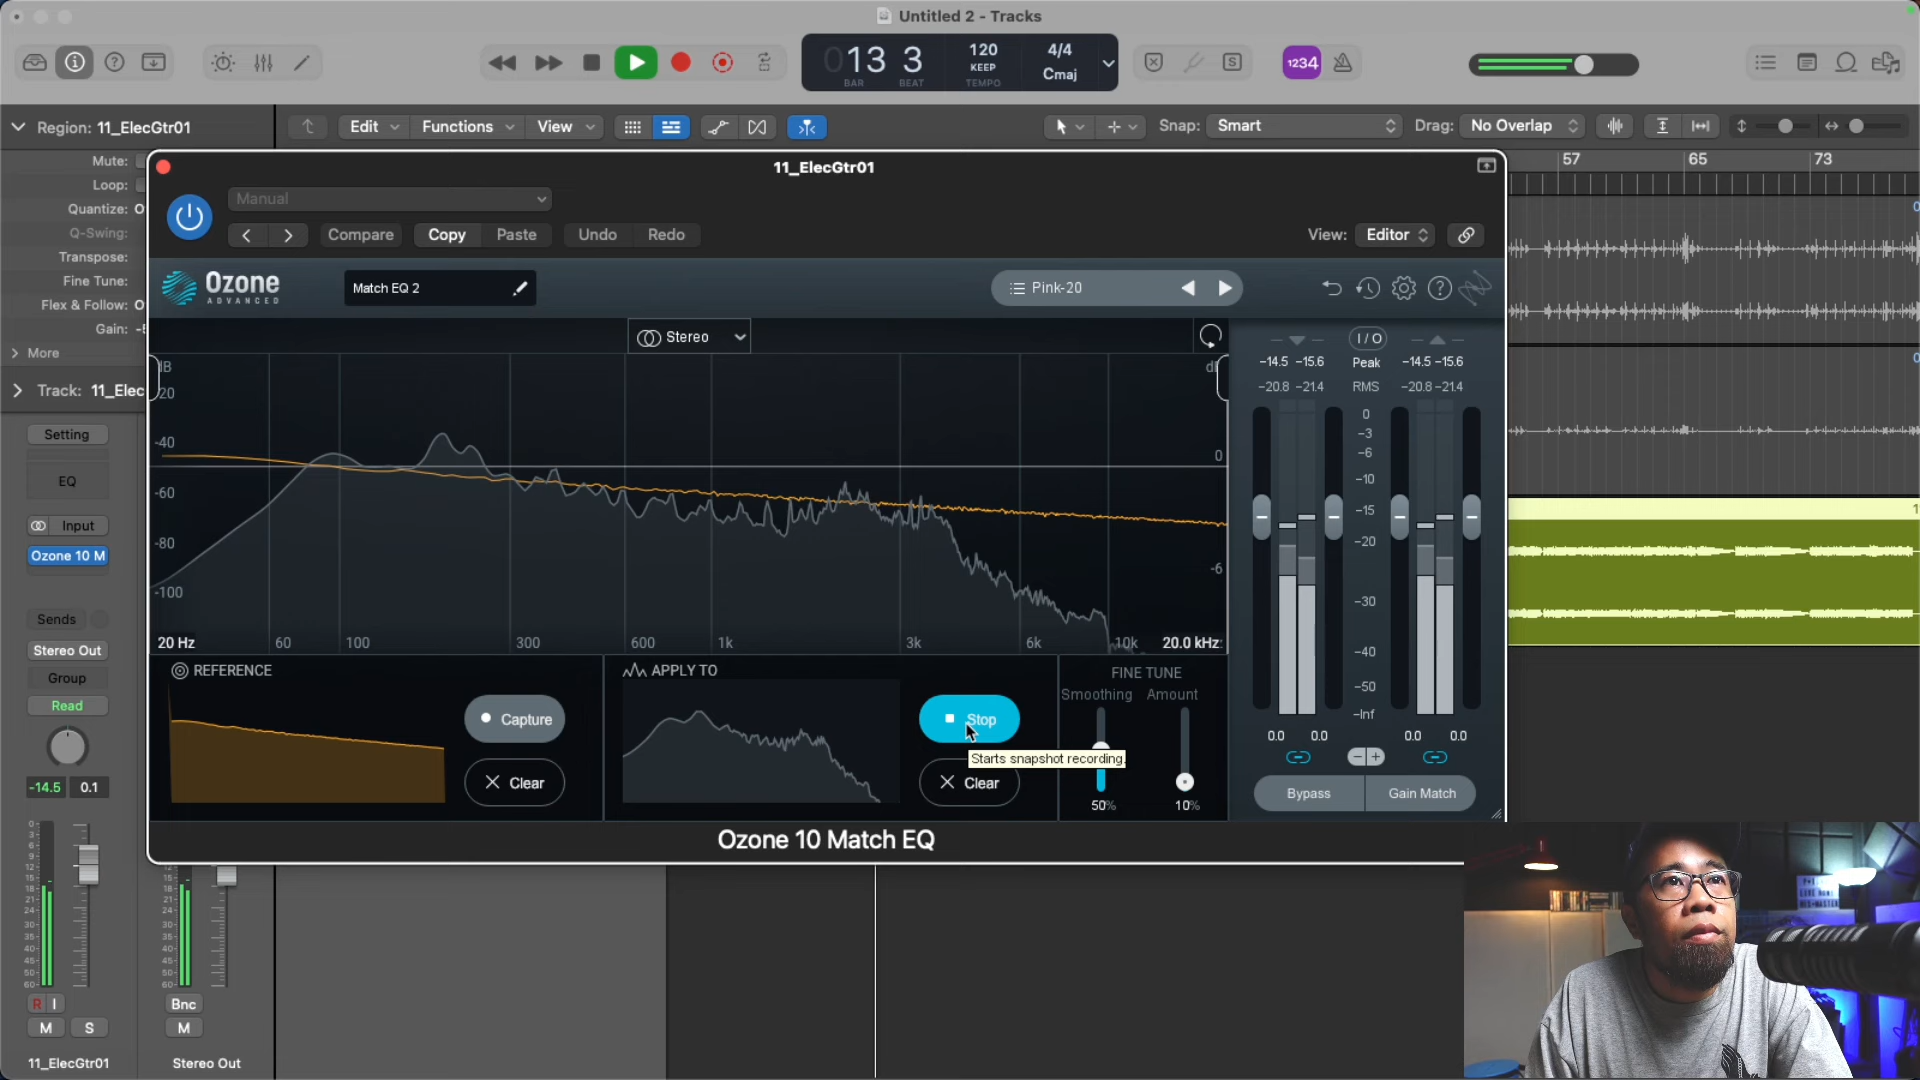 Untitled 2 - Tracks
013 3
BAR BEAT
120
KEEP
TEMPO
4/4
Cmaj
1234
Region: 11_ElecGtr01
Edit
Functions
View
Snap: Smart
Drag: No Overlap
57
65
73
Mute:
Loop:
Quantize:
Q-Swing:
Transpose:
Fine Tune:
Flex & Follow:
Gain:
More
Track: 11_Elec
11_ElecGtr01
Manual
Compare
Copy
Paste
Undo
Redo
View: Editor
Ozone
ADVANCED
Match EQ 2
Pink-20
Stereo
-20
-40
-60
-80
-100
0
-6
20 Hz 60 100 300 600 1k 3k 6k 10k 20.0 kHz
I / O
-14.5 -15.6 Peak -14.5 -15.6
-20.8 -21.4 RMS -20.8 -21.4
0
-3
-6
-10
-15
-20
-30
-40
-50
-Inf
0.0 0.0 0.0 0.0
Bypass
Gain Match
REFERENCE
Capture
Clear
APPLY TO
Stop
Starts snapshot recording.
Clear
FINE TUNE
Smoothing Amount
50% 10%
Ozone 10 Match EQ
Setting
EQ
Input
Ozone 10 M
Sends
Stereo Out
Group
Read
-14.5 0.1
R I
M S
11_ElecGtr01
Bnc
M
Stereo Out